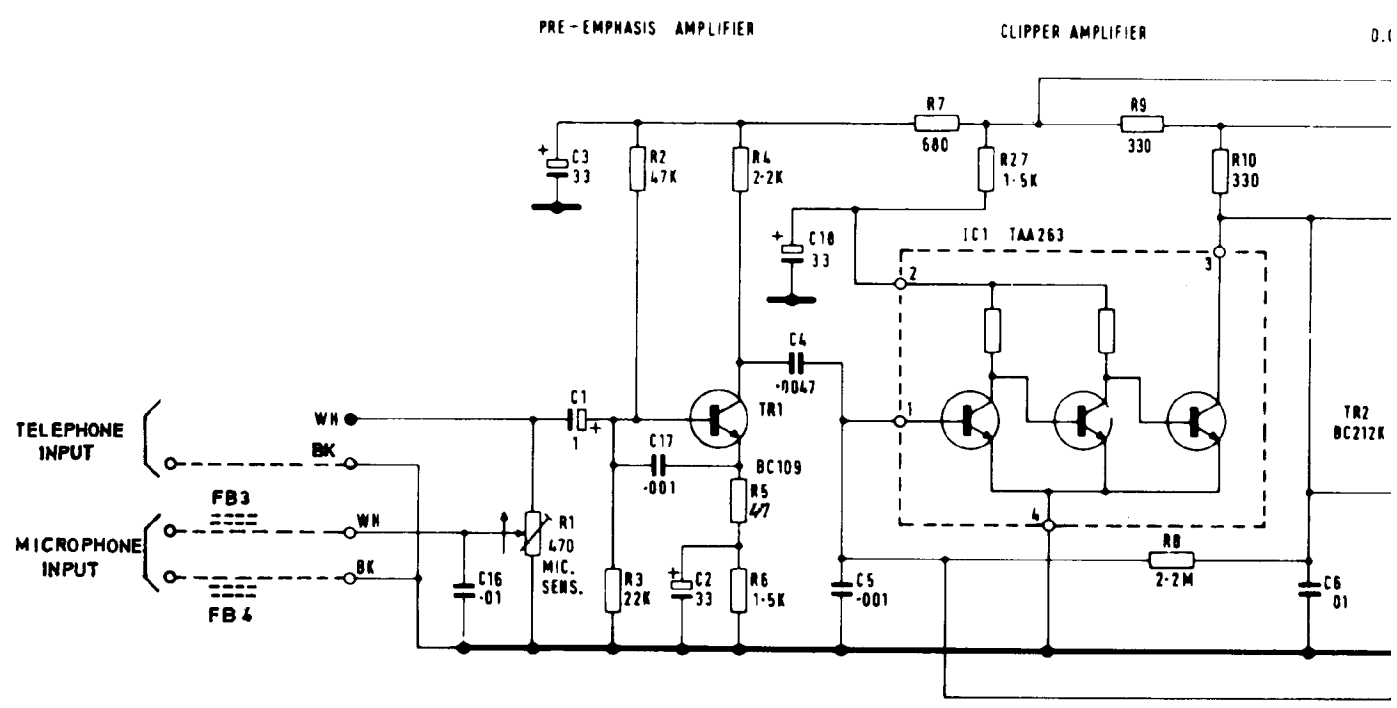 PRE-EMPHASIS AMPLIFIER
CLIPPER AMPLIFIER
R7
680
R9
330
C3
33
+
R2
47K
R4
2·2K
R27
1·5K
R10
330
C18
33
+
IC1 TAA263
2
3
C4
·0047
C1
1
+
TR1
BC109
1
TELEPHONE
INPUT
WH
BK
C17
·001
TR2
BC212K
R5
47
4
FB3
MICROPHONE
INPUT
WH
BK
FB4
R1
470
MIC.
SENS.
C16
·01
R3
22K
C2
33
+
R6
1·5K
C5
·001
R8
2·2M
C6
01